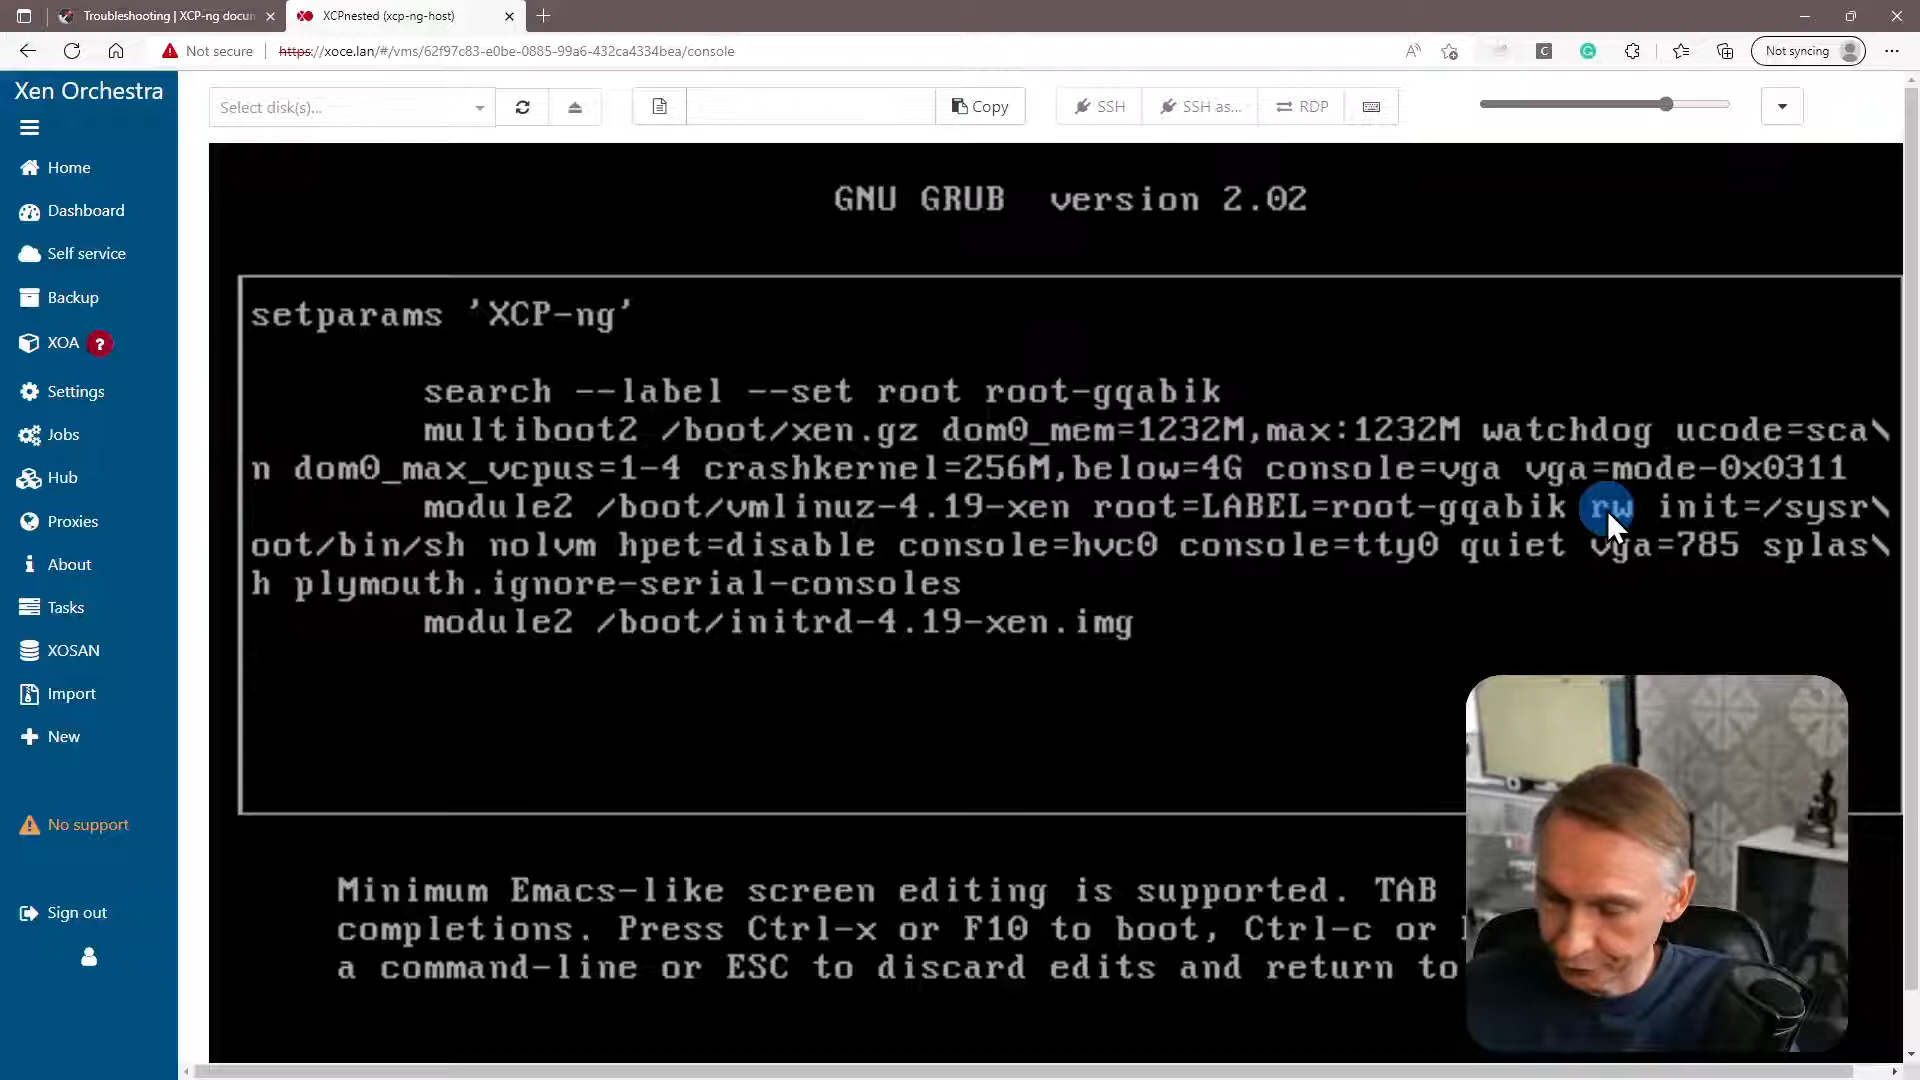 Troubleshooting | XCP-ng docum
XCPnested (xcp-ng-host)
Not secure
https://xoce.lan/#/vms/62f97c83-e0be-0885-99a6-432ca4334bea/console
Not syncing
Xen Orchestra
Select disk(s)...
Copy
SSH
SSH as...
RDP
Home
Dashboard
Self service
Backup
XOA ?
Settings
Jobs
Hub
Proxies
About
Tasks
XOSAN
Import
New
No support
Sign out
GNU GRUB version 2.02
setparams 'XCP-ng'
search --label --set root root-gqabik
multiboot2 /boot/xen.gz dom0_mem=1232M,max:1232M watchdog ucode=sca\
n dom0_max_vcpus=1-4 crashkernel=256M,below=4G console=vga vga=mode-0x0311
module2 /boot/vmlinuz-4.19-xen root=LABEL=root-gqabik rw init=/sysr\
oot/bin/sh nolvm hpet=disable console=hvc0 console=tty0 quiet vga=785 splas\
h plymouth.ignore-serial-consoles
module2 /boot/initrd-4.19-xen.img
Minimum Emacs-like screen editing is supported. TAB
completions. Press Ctrl-x or F10 to boot, Ctrl-c or
a command-line or ESC to discard edits and return to